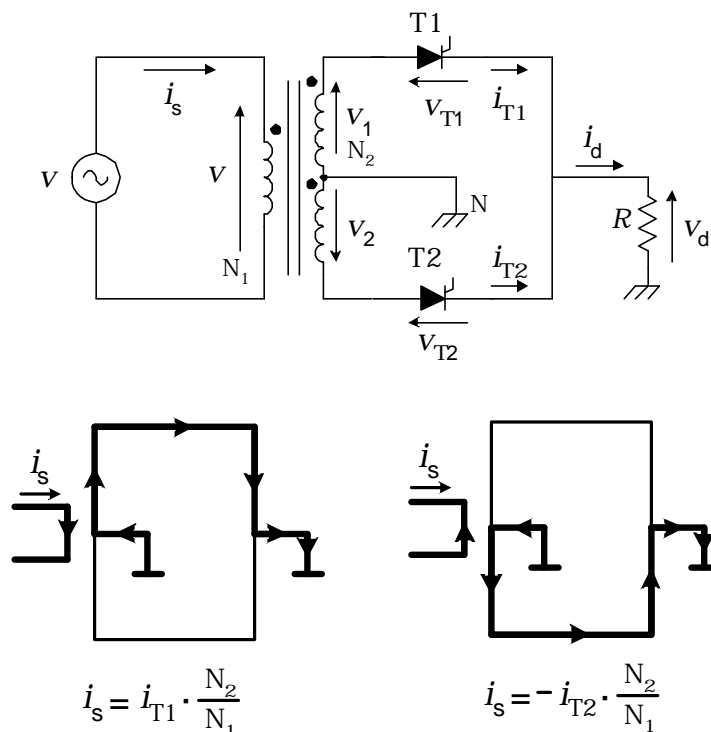 T1
i_s
v_T1
i_T1
v
v
v_1
N_2
N_1
N
v_2
i_d
R
v_d
T2
i_T2
v_T2
i_s
i_s
i_s = i_T1 · N_2/N_1
i_s = - i_T2 · N_2/N_1